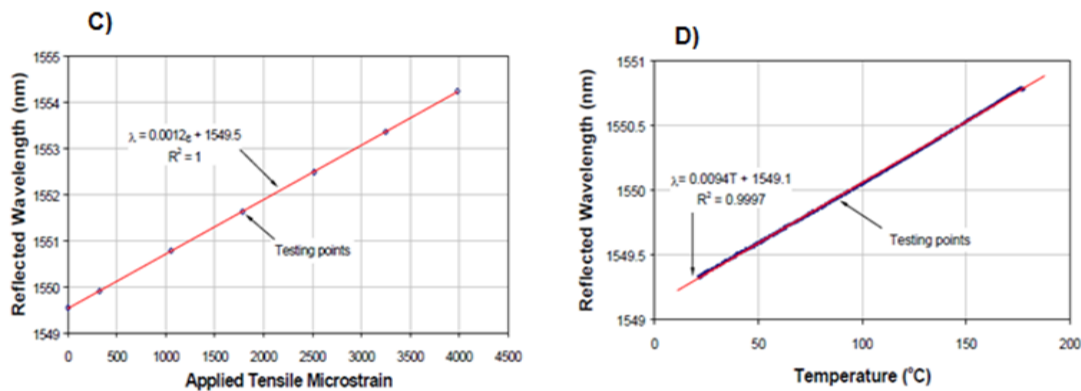 C)
Reflected Wavelength (nm)
1555
1554
1553
1552
1551
1550
1549
λ = 0.0012ε + 1549.5
R² = 1
Testing points
0 500 1000 1500 2000 2500 3000 3500 4000 4500
Applied Tensile Microstrain
D)
Reflected Wavelength (nm)
1551
1550.5
1550
1549.5
1549
λ= 0.0094T + 1549.1
R² = 0.9997
Testing points
0 50 100 150 200
Temperature (°C)